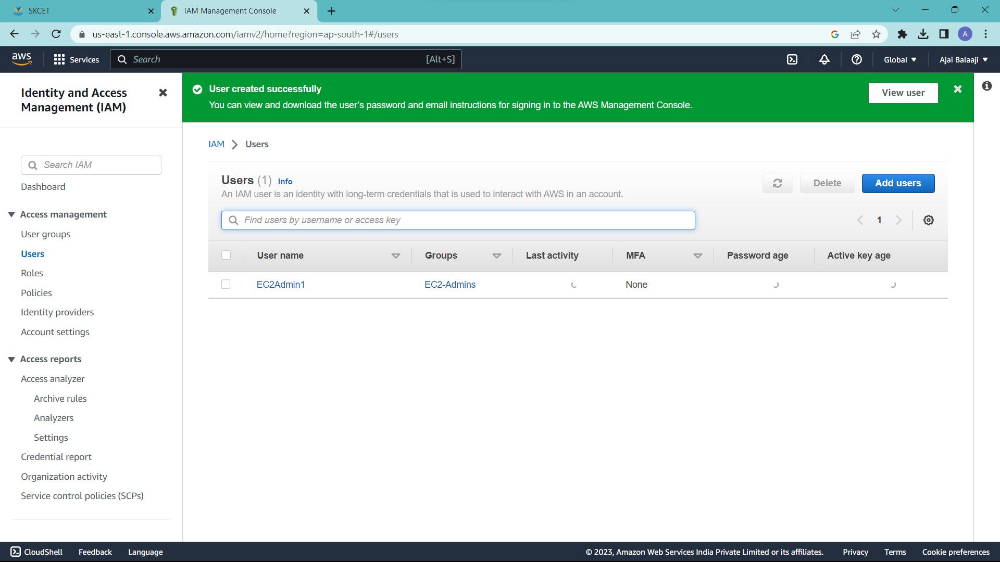 SKCET
IAM Management Console
us-east-1.console.aws.amazon.com/iamv2/home?region=ap-south-1#/users
A
aws
Services
Search
[Alt+S]
Global
Ajai Balaaji
Identity and Access
Management (IAM)
User created successfully
You can view and download the user's password and email instructions for signing in to the AWS Management Console.
View user
Search IAM
Dashboard
Access management
User groups
Users
Roles
Policies
Identity providers
Account settings
Access reports
Access analyzer
Archive rules
Analyzers
Settings
Credential report
Organization activity
Service control policies (SCPs)
IAM > Users
Users (1) Info
An IAM user is an identity with long-term credentials that is used to interact with AWS in an account.
Delete
Add users
Find users by username or access key
1
User name Groups Last activity MFA Password age Active key age
EC2Admin1 EC2-Admins None
CloudShell Feedback Language
© 2023, Amazon Web Services India Private Limited or its affiliates. Privacy Terms Cookie preferences